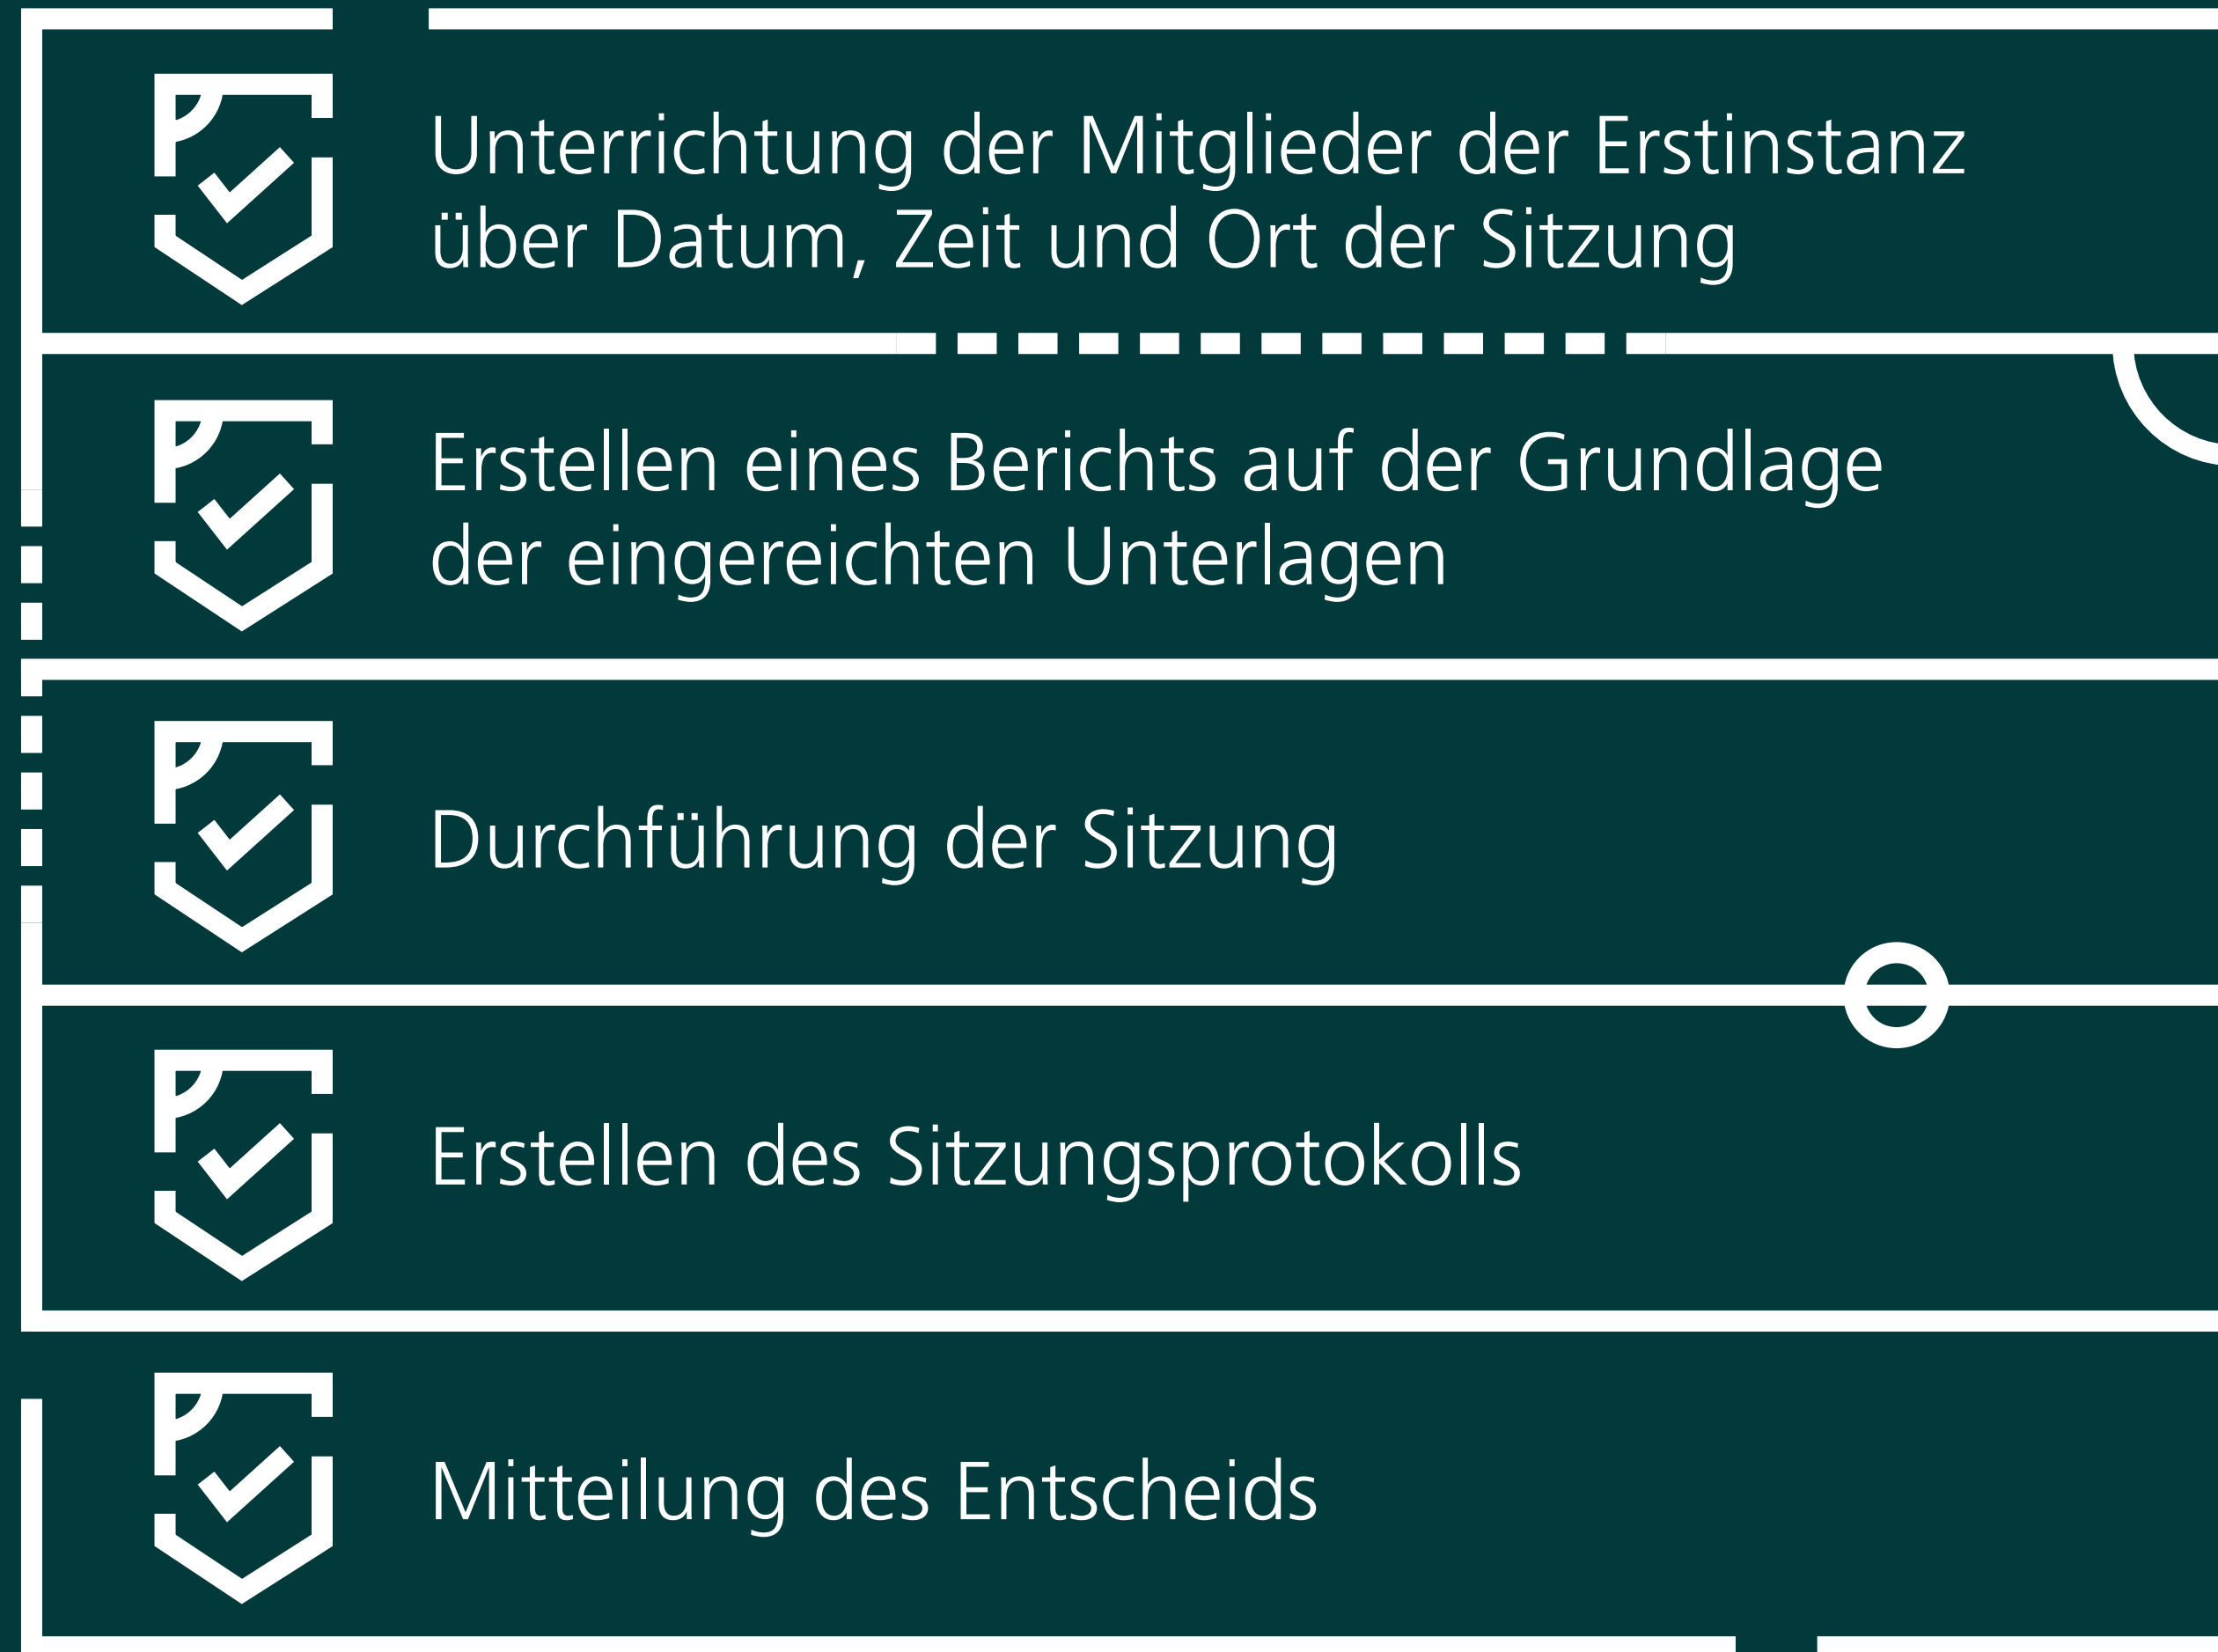 Unterrichtung der Mitglieder der Erstinstanz
über Datum, Zeit und Ort der Sitzung
Erstellen eines Berichts auf der Grundlage
der eingereichten Unterlagen
Durchführung der Sitzung
Erstellen des Sitzungsprotokolls
Mitteilung des Entscheids